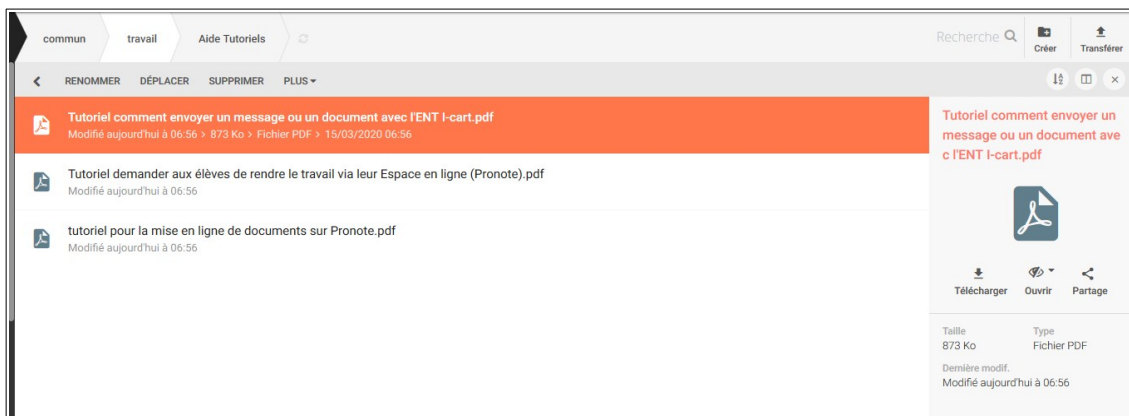 commun
travail
Aide Tutoriels
Recherche
Créer
Transférer
RENOMMER DÉPLACER SUPPRIMER PLUS
Tutoriel comment envoyer un message ou un document avec l'ENT I-cart.pdf
Modifié aujourd'hui à 06:56 > 873 Ko > Fichier PDF > 15/03/2020 06:56
Tutoriel demander aux élèves de rendre le travail via leur Espace en ligne (Pronote).pdf
Modifié aujourd'hui à 06:56
tutoriel pour la mise en ligne de documents sur Pronote.pdf
Modifié aujourd'hui à 06:56
Tutoriel comment envoyer un
message ou un document ave
c l'ENT I-cart.pdf
Télécharger Ouvrir Partage
Taille Type
873 Ko Fichier PDF
Dernière modif.
Modifié aujourd'hui à 06:56